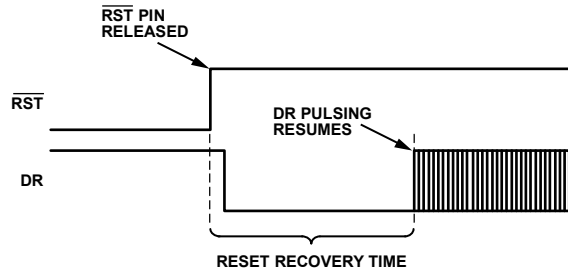 RST PIN
RELEASED
RST
DR PULSING
RESUMES
DR
RESET RECOVERY TIME